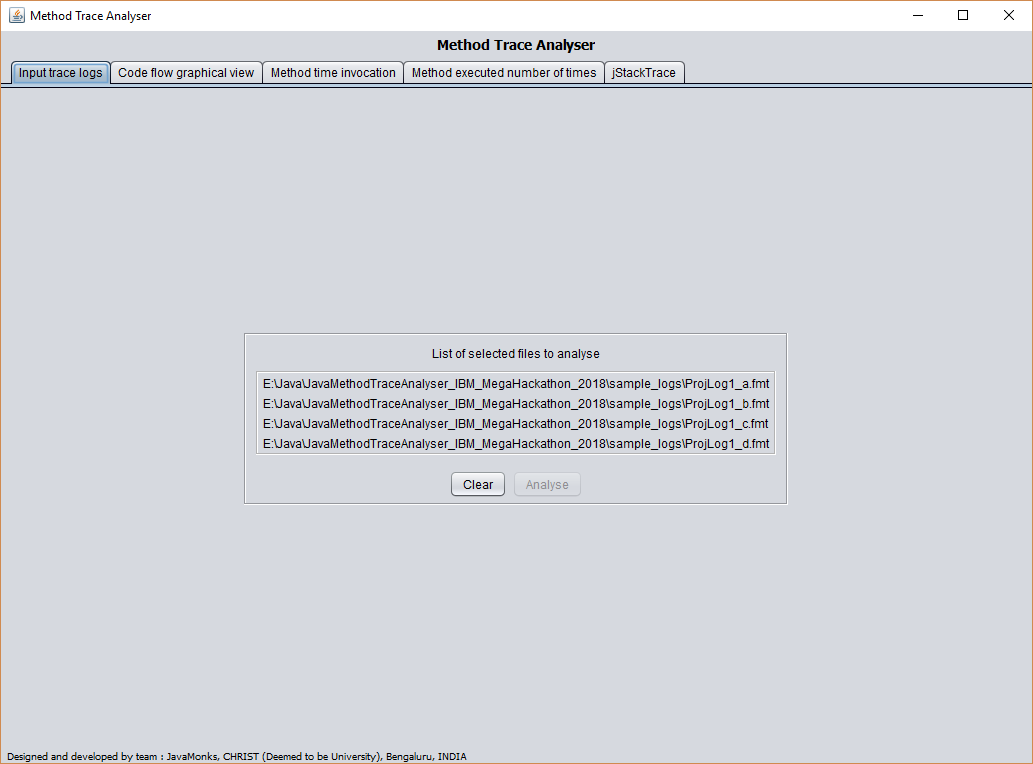 Method Trace Analyser
Method Trace Analyser
Input trace logs Code flow graphical view Method time invocation Method executed number of times jStackTrace
List of selected files to analyse
E:\Java\JavaMethodTraceAnalyser_IBM_MegaHackathon_2018\sample_logs\ProjLog1_a.fmt
E:\Java\JavaMethodTraceAnalyser_IBM_MegaHackathon_2018\sample_logs\ProjLog1_b.fmt
E:\Java\JavaMethodTraceAnalyser_IBM_MegaHackathon_2018\sample_logs\ProjLog1_c.fmt
E:\Java\JavaMethodTraceAnalyser_IBM_MegaHackathon_2018\sample_logs\ProjLog1_d.fmt
Clear Analyse
Designed and developed by team : JavaMonks, CHRIST (Deemed to be University), Bengaluru, INDIA